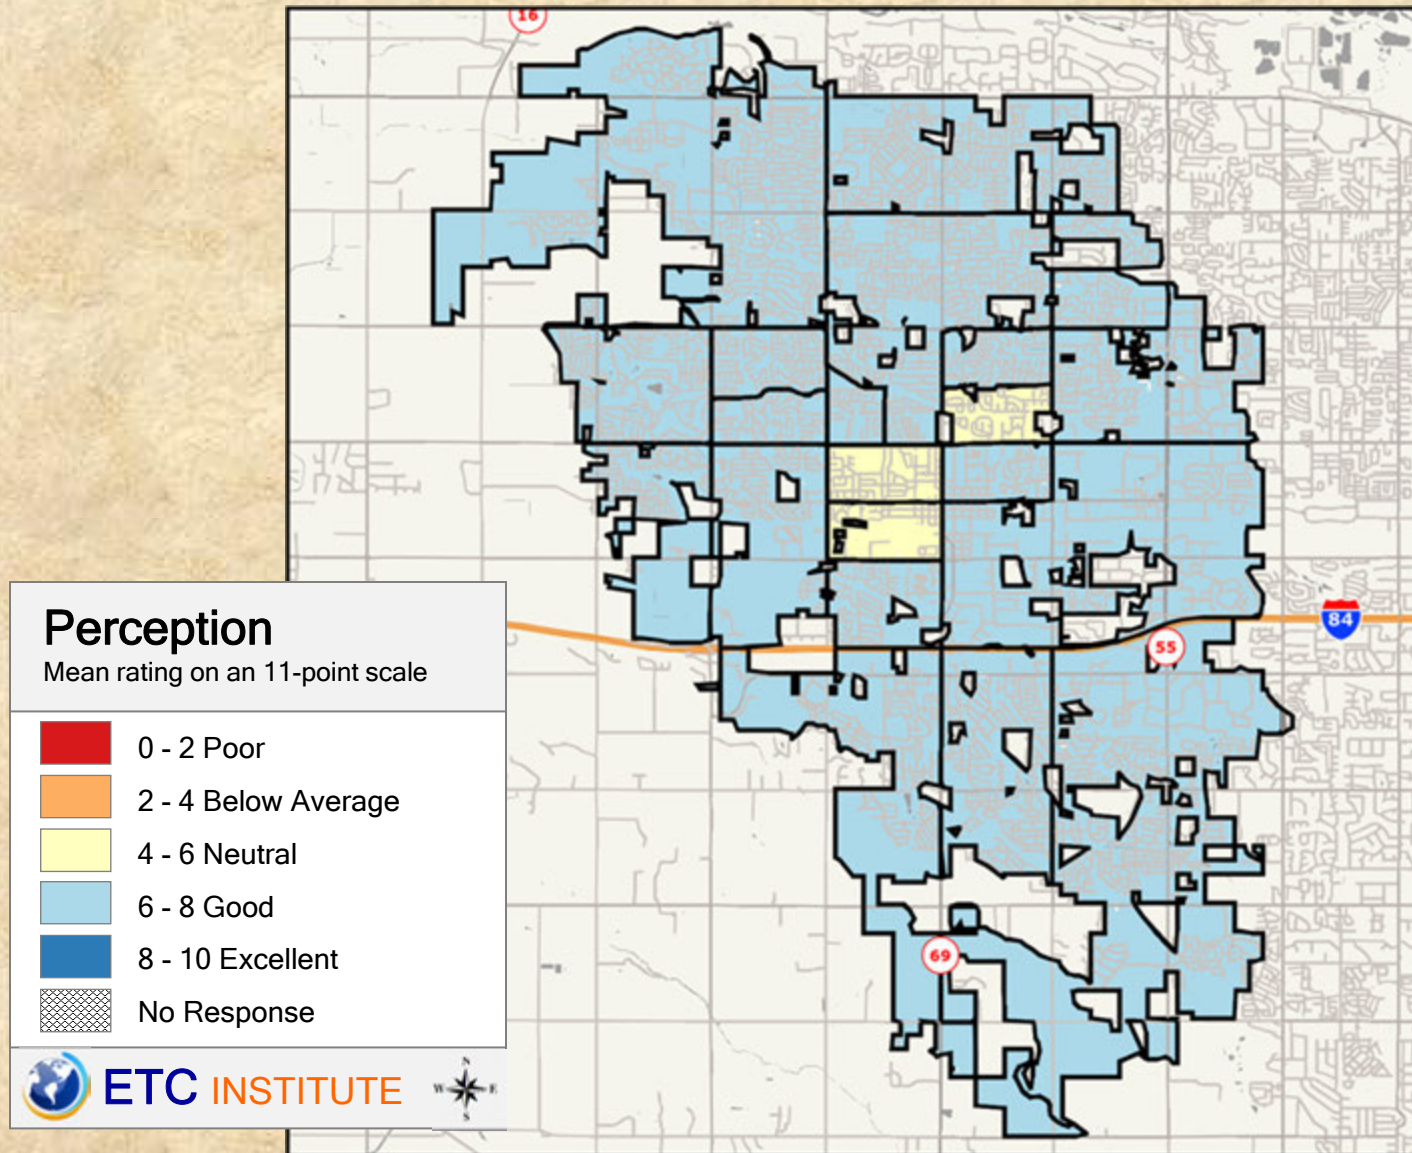 16
84
55
69
Perception
Mean rating on an 11-point scale
0 - 2 Poor
2 - 4 Below Average
4 - 6 Neutral
6 - 8 Good
8 - 10 Excellent
No Response
ETC INSTITUTE
N
W E
S